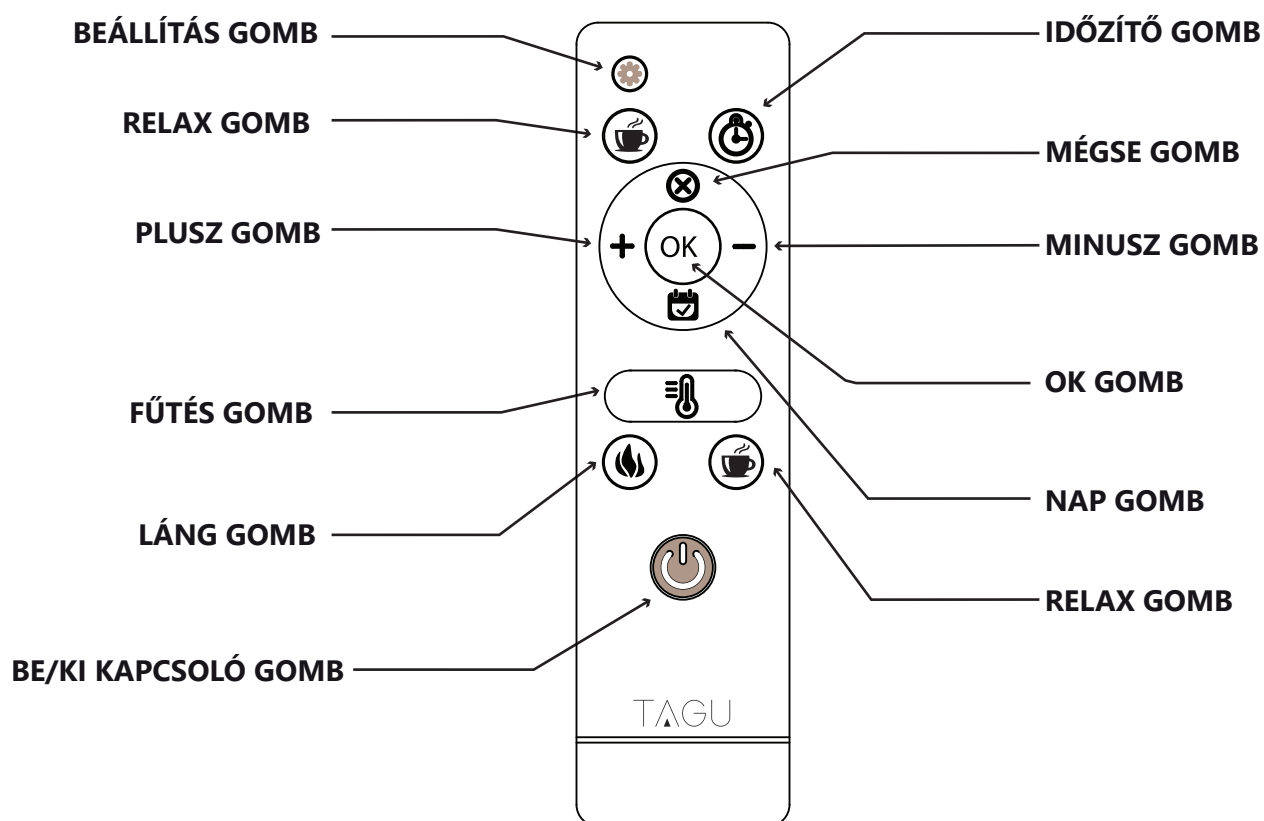 BEÁLLÍTÁS GOMB
IDŐZÍTŐ GOMB
RELAX GOMB
MÉGSE GOMB
PLUSZ GOMB
OK
MINUSZ GOMB
OK GOMB
FŰTÉS GOMB
NAP GOMB
LÁNG GOMB
RELAX GOMB
BE/KI KAPCSOLÓ GOMB
TAGU